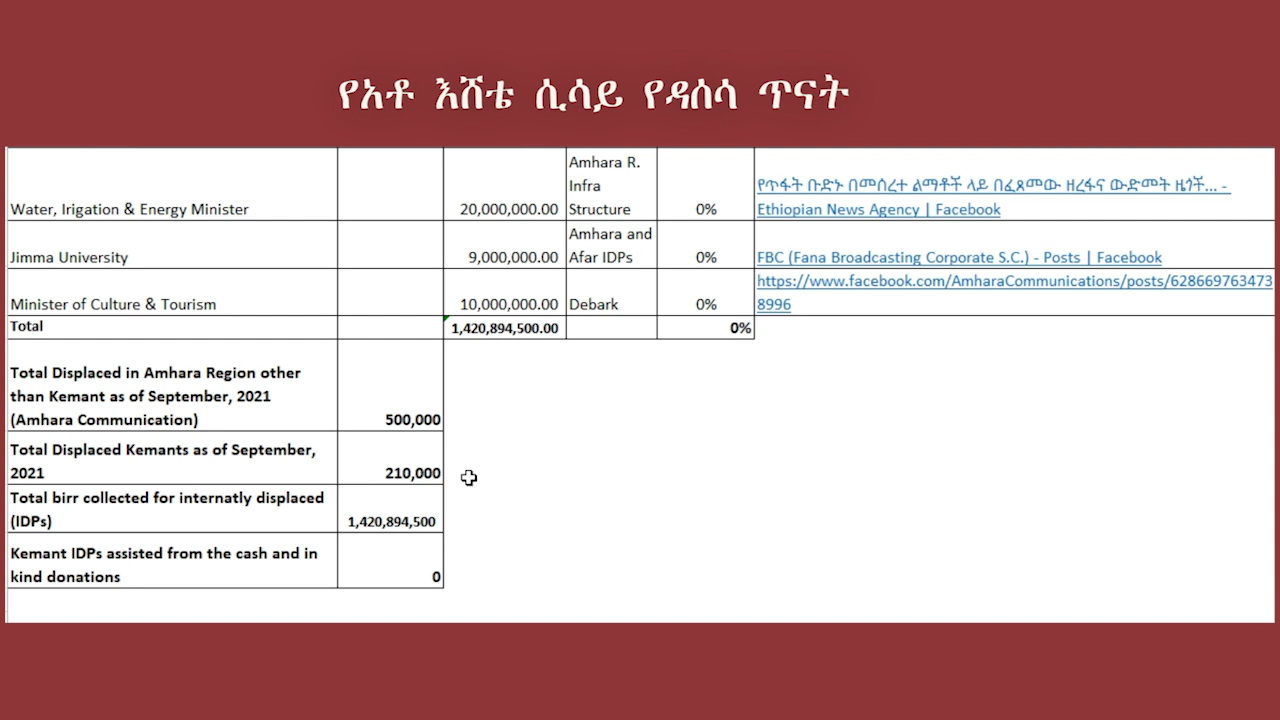 የአቶ እሸቴ ሲሳይ የዳሰሳ ጥናት
Amhara R.
Infra
Water, Irigation & Energy Minister 20,000,000.00 Structure 0% የጥፋት ቡድኑ በመሰረተ ልማቶች ላይ በፈጸመው ዘረፋና ውድመት ዜጎች... -
Ethiopian News Agency | Facebook
Amhara and
Jimma University 9,000,000.00 Afar IDPs 0% FBC (Fana Broadcasting Corporate S.C.) - Posts | Facebook
https://www.facebook.com/AmharaCommunications/posts/628669763473
Minister of Culture & Tourism 10,000,000.00 Debark 0% 8996
Total 1,420,894,500.00 0%
Total Displaced in Amhara Region other
than Kemant as of September, 2021
(Amhara Communication) 500,000
Total Displaced Kemants as of September,
2021 210,000
Total birr collected for internatly displaced
(IDPs) 1,420,894,500
Kemant IDPs assisted from the cash and in
kind donations 0